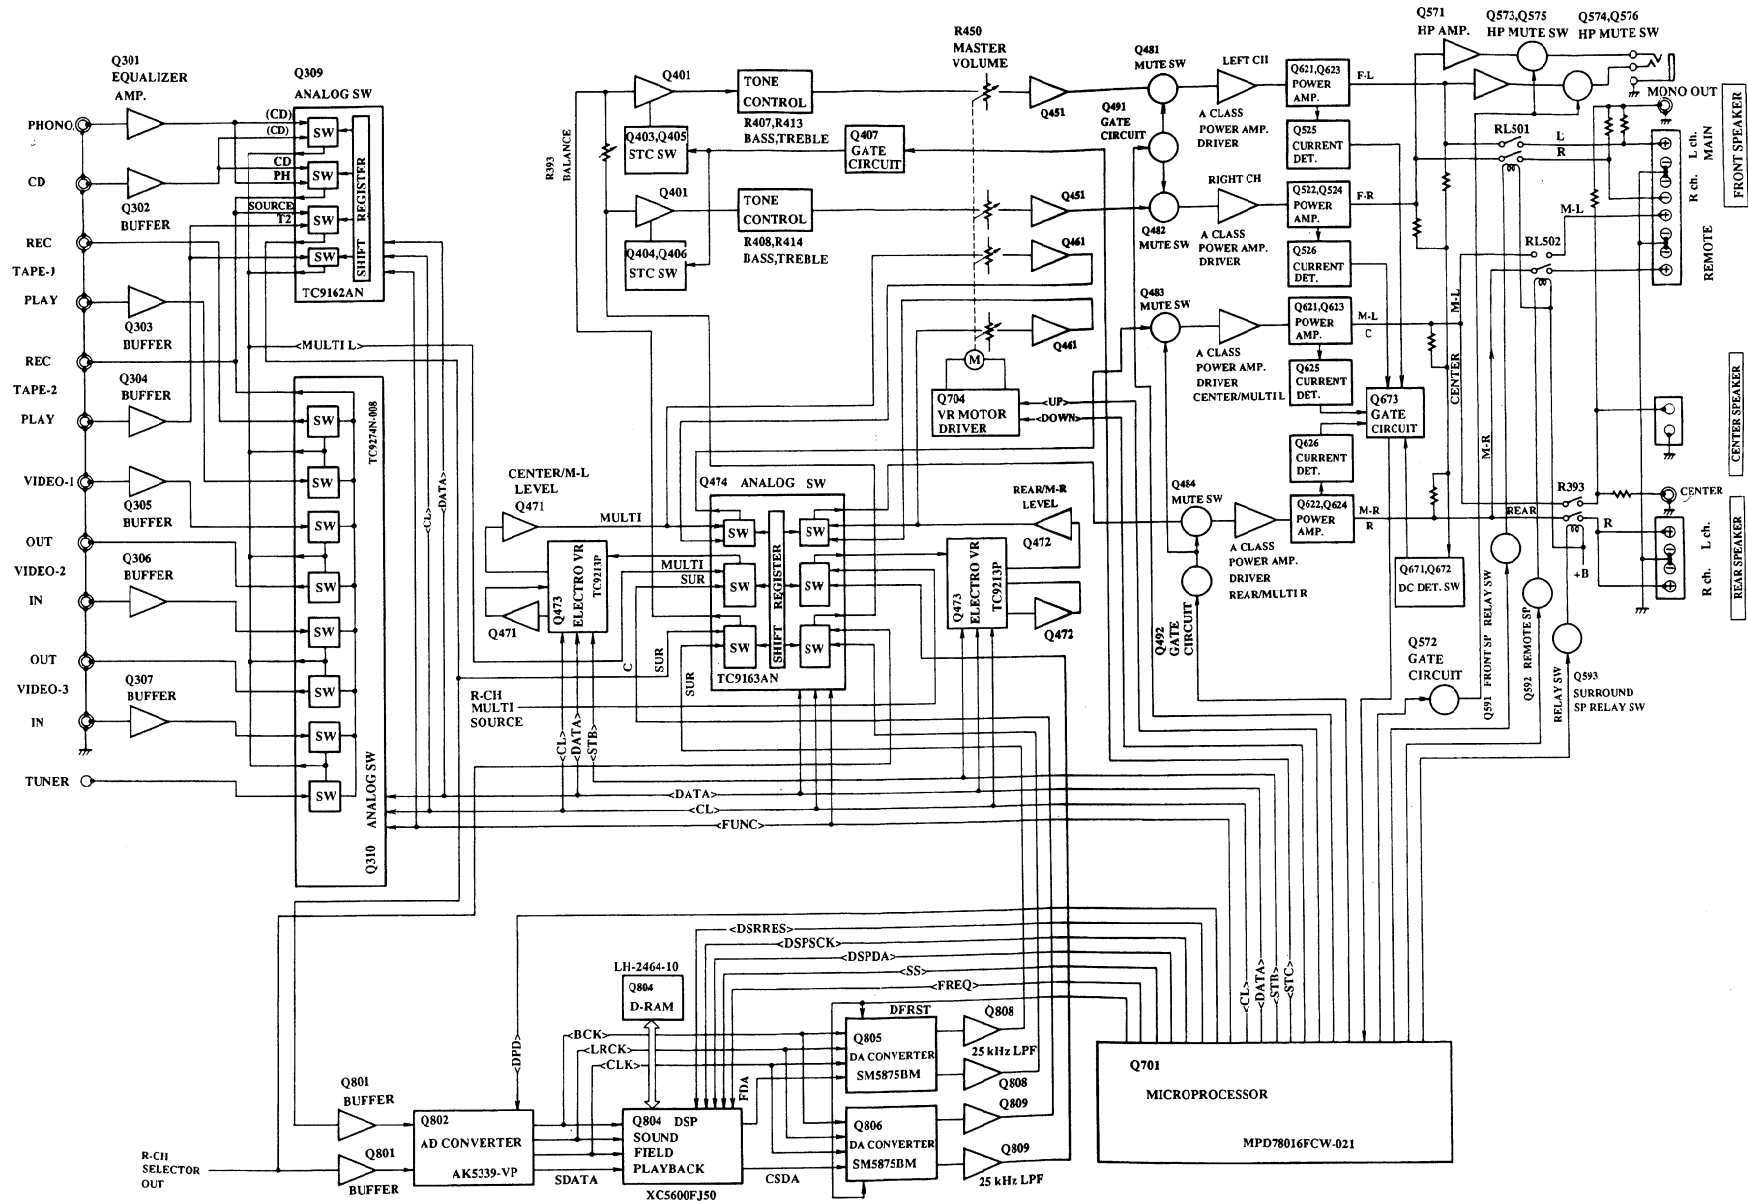 Q301
EQUALIZER
AMP.
Q309
ANALOG SW
PHONO
(CD)
(CD)
SW
CD
PH
SW
CD
Q302
BUFFER
SOURCE
T2
SW
SW
SHIFT REGISTER
TC9162AN
REC
TAPE-1
PLAY
Q303
BUFFER
<MULTI L>
REC
TAPE-2
Q304
BUFFER
PLAY
SW
TC9274N-008
SW
VIDEO-1
Q305
BUFFER
SW
OUT
Q306
BUFFER
VIDEO-2
SW
IN
SW
OUT
Q307
BUFFER
VIDEO-3
SW
IN
SW
TUNER
SW
ANALOG SW
Q310
<CL>
<DATA>
R393
BALANCE
Q401
TONE
CONTROL
R407,R413
BASS,TREBLE
Q403,Q405
STC SW
Q407
GATE
CIRCUIT
Q401
TONE
CONTROL
R408,R414
BASS,TREBLE
Q404,Q406
STC SW
R450
MASTER
VOLUME
Q451
Q451
Q461
Q461
M
Q704
VR MOTOR
DRIVER
<UP>
<DOWN>
Q481
MUTE SW
Q491
GATE
CIRCUIT
Q482
MUTE SW
Q483
MUTE SW
Q484
MUTE SW
Q492
GATE
CIRCUIT
LEFT CH
A CLASS
POWER AMP.
DRIVER
RIGHT CH
A CLASS
POWER AMP.
DRIVER
A CLASS
POWER AMP.
DRIVER
CENTER/MULTI L
A CLASS
POWER AMP.
DRIVER
REAR/MULTI R
Q621,Q623
POWER
AMP.
F-L
Q525
CURRENT
DET.
Q522,Q524
POWER
AMP.
F-R
Q526
CURRENT
DET.
Q621,Q613
POWER
AMP.
M-L
C
Q625
CURRENT
DET.
Q673
GATE
CIRCUIT
Q626
CURRENT
DET.
Q622,Q624
POWER
AMP.
M-R
R
Q671,Q672
DC DET. SW
Q571
HP AMP.
Q573,Q575
HP MUTE SW
Q574,Q576
HP MUTE SW
MONO OUT
RL501
L
R
M-L
RL502
L ch.
MAIN
R ch.
REMOTE
FRONT SPEAKER
M-L
CENTER
M-R
CENTER SPEAKER
R393
CENTER
REAR
R
+B
L ch.
R ch.
REAR SPEAKER
Q572
GATE
CIRCUIT
Q591 FRONT SP RELAY SW
Q592 REMOTE SP
RELAY SW
Q593
SURROUND
SP RELAY SW
CENTER/M-L
LEVEL
Q471
MULTI
Q471
Q473
ELECTRO VR
TC9213P
MULTI
SUR
C
SUR
SUR
R-CH
MULTI
SOURCE
<CL>
<DATA>
<STB>
Q474
ANALOG SW
SW
SW
SW
SW
SW
SW
SHIFT REGISTER
TC9163AN
REAR/M-R
LEVEL
Q472
Q473
ELECTRO VR
TC9213P
Q472
<DATA>
<CL>
<FUNC>
<DSRRES>
<DSPSCK>
<DSPDA>
<SS>
<FREQ>
<CL>
<DATA>
<STB>
<STC>
LH-2464-10
Q804
D-RAM
<DPD>
<BCK>
<LRCK>
<CLK>
FDA
DFRST
Q805
DA CONVERTER
SM5875BM
Q808
25 kHz LPF
Q808
Q806
DA CONVERTER
SM5875BM
Q809
Q809
25 kHz LPF
Q801
BUFFER
Q802
AD CONVERTER
AK5339-VP
Q804 DSP
SOUND
FIELD
PLAYBACK
XC5600FJ50
R-CH
SELECTOR
OUT
Q801
BUFFER
SDATA
CSDA
Q701
MICROPROCESSOR
MPD78016FCW-021